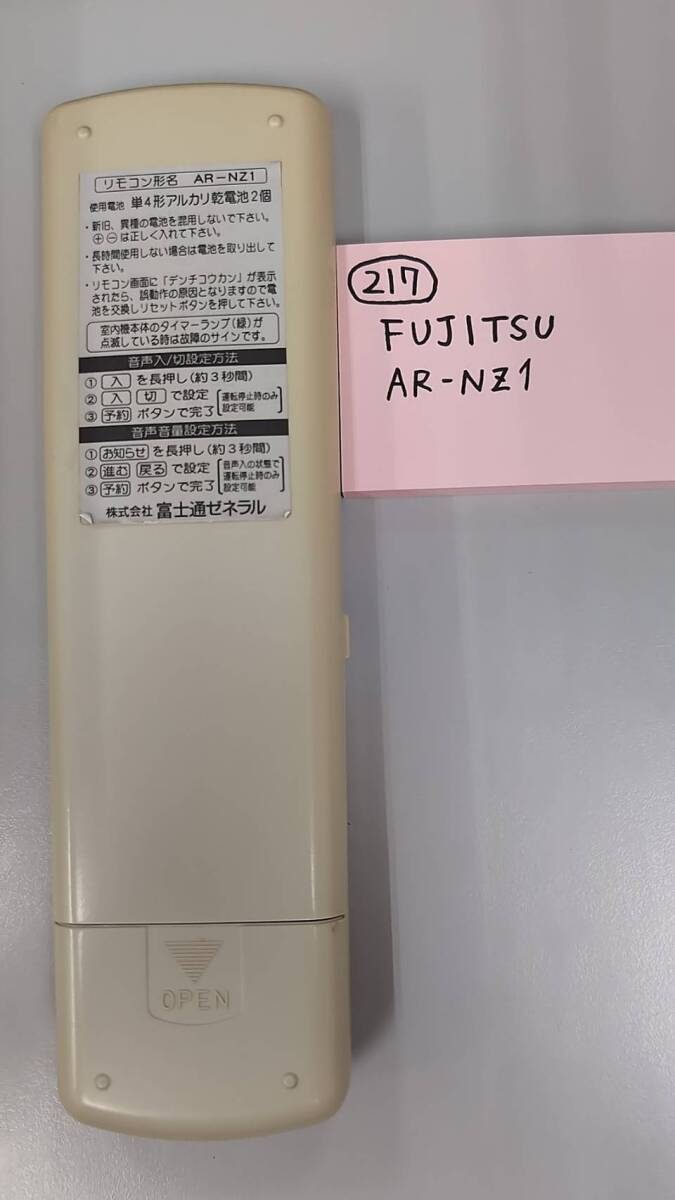 リモコン形名 AR-NZ1
使用電池 単4形アルカリ乾電池2個
・新旧、異種の電池を混用しないで下さい。
⊕⊖は正しく入れて下さい。
・長時間使用しない場合は電池を取り出して
下さい。
・リモコン画面に「デンチコウカン」が表示
されたら、誤動作の原因となりますので電
池を交換しリセットボタンを押して下さい。
室内機本体のタイマーランプ(緑)が
点滅している時は故障のサインです。
音声入/切設定方法
① 入 を長押し(約3秒間)
② 入 切 で設定 [運転停止時のみ
設定可能]
③ 予約 ボタンで完了
音声音量設定方法
① お知らせ を長押し(約3秒間)
② 進む 戻る で設定 [音声入の状態で
運転停止時のみ
設定可能]
③ 予約 ボタンで完了
株式会社 富士通ゼネラル
OPEN
217
FUJITSU
AR-NZ1